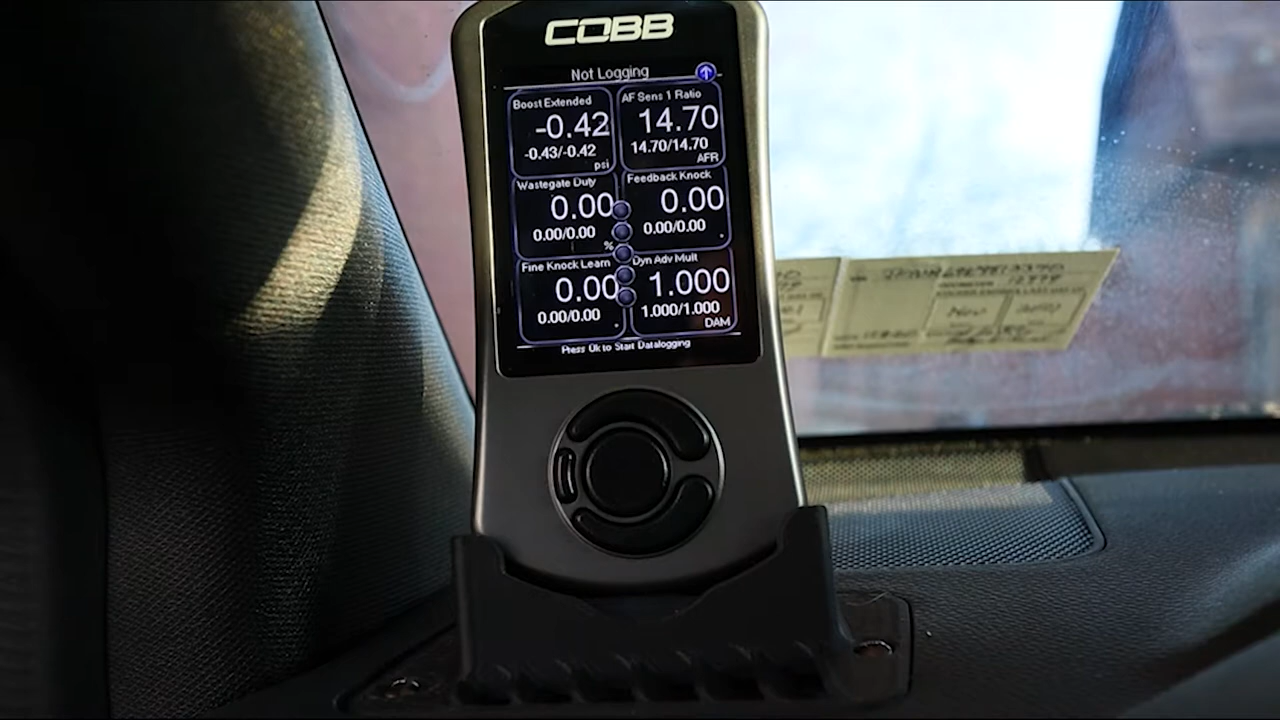 COBB
Not Logging
Boost Extended
-0.42
-0.43/-0.42
psi
AF Sens 1 Ratio
14.70
14.70/14.70
AFR
Wastegate Duty
0.00
0.00/0.00
%
Feedback Knock
0.00
0.00/0.00
Fine Knock Learn
0.00
0.00/0.00
Dyn Adv Mult
1.000
1.000/1.000
DAM
Press Ok to Start Datalogging